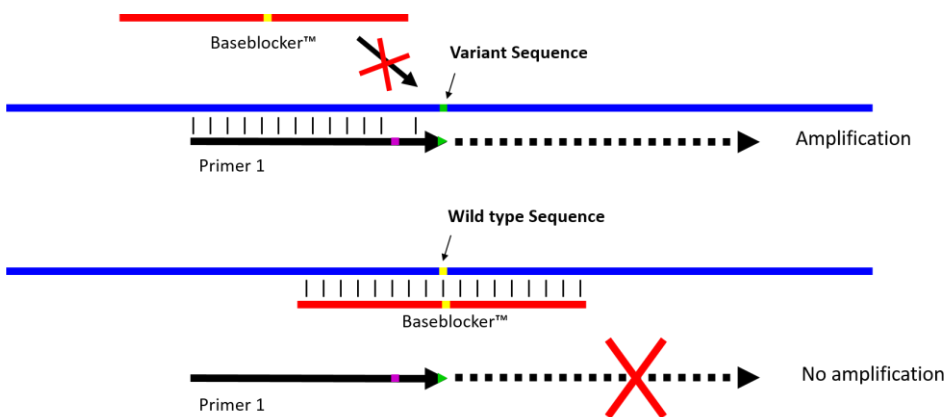 Baseblocker™
Variant Sequence
Amplification
Primer 1
Wild type Sequence
Baseblocker™
No amplification
Primer 1